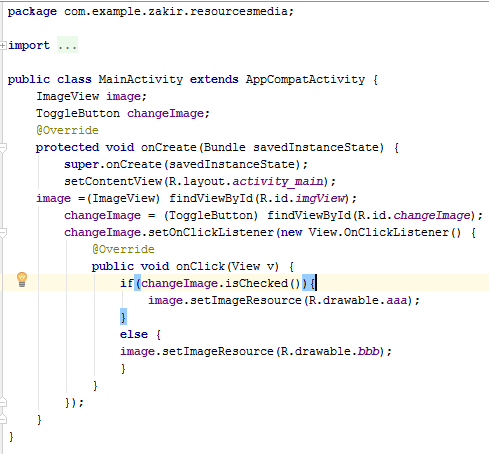 package com.example.zakir.resourcesmedia;
import ...
public class MainActivity extends AppCompatActivity {
ImageView image;
ToggleButton changeImage;
@Override
protected void onCreate(Bundle savedInstanceState) {
super.onCreate(savedInstanceState);
setContentView(R.layout.activity_main);
image =(ImageView) findViewById(R.id.imgView);
changeImage = (ToggleButton) findViewById(R.id.changeImage);
changeImage.setOnClickListener(new View.OnClickListener() {
@Override
public void onClick(View v) {
if(changeImage.isChecked()){
image.setImageResource(R.drawable.aaa);
}
else {
image.setImageResource(R.drawable.bbb);
}
}
});
}
}